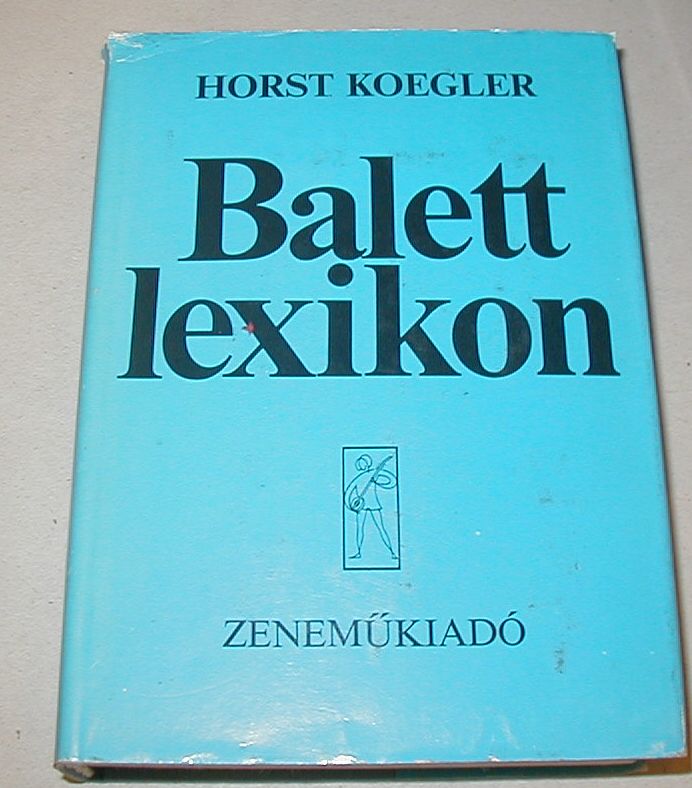 HORST KOEGLER
Balett
lexikon
ZENEMŰKIADÓ